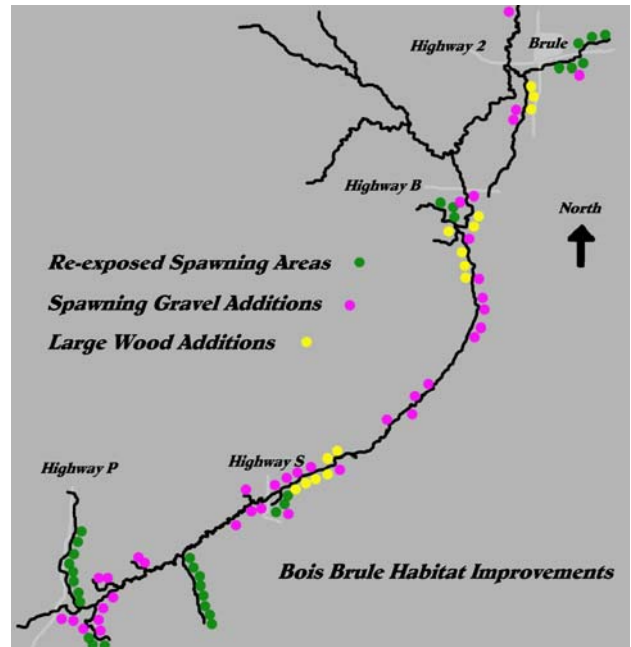 Highway 2
Brule
Highway B
North
Re-exposed Spawning Areas
Spawning Gravel Additions
Large Wood Additions
Highway P
Highway S
Bois Brule Habitat Improvements